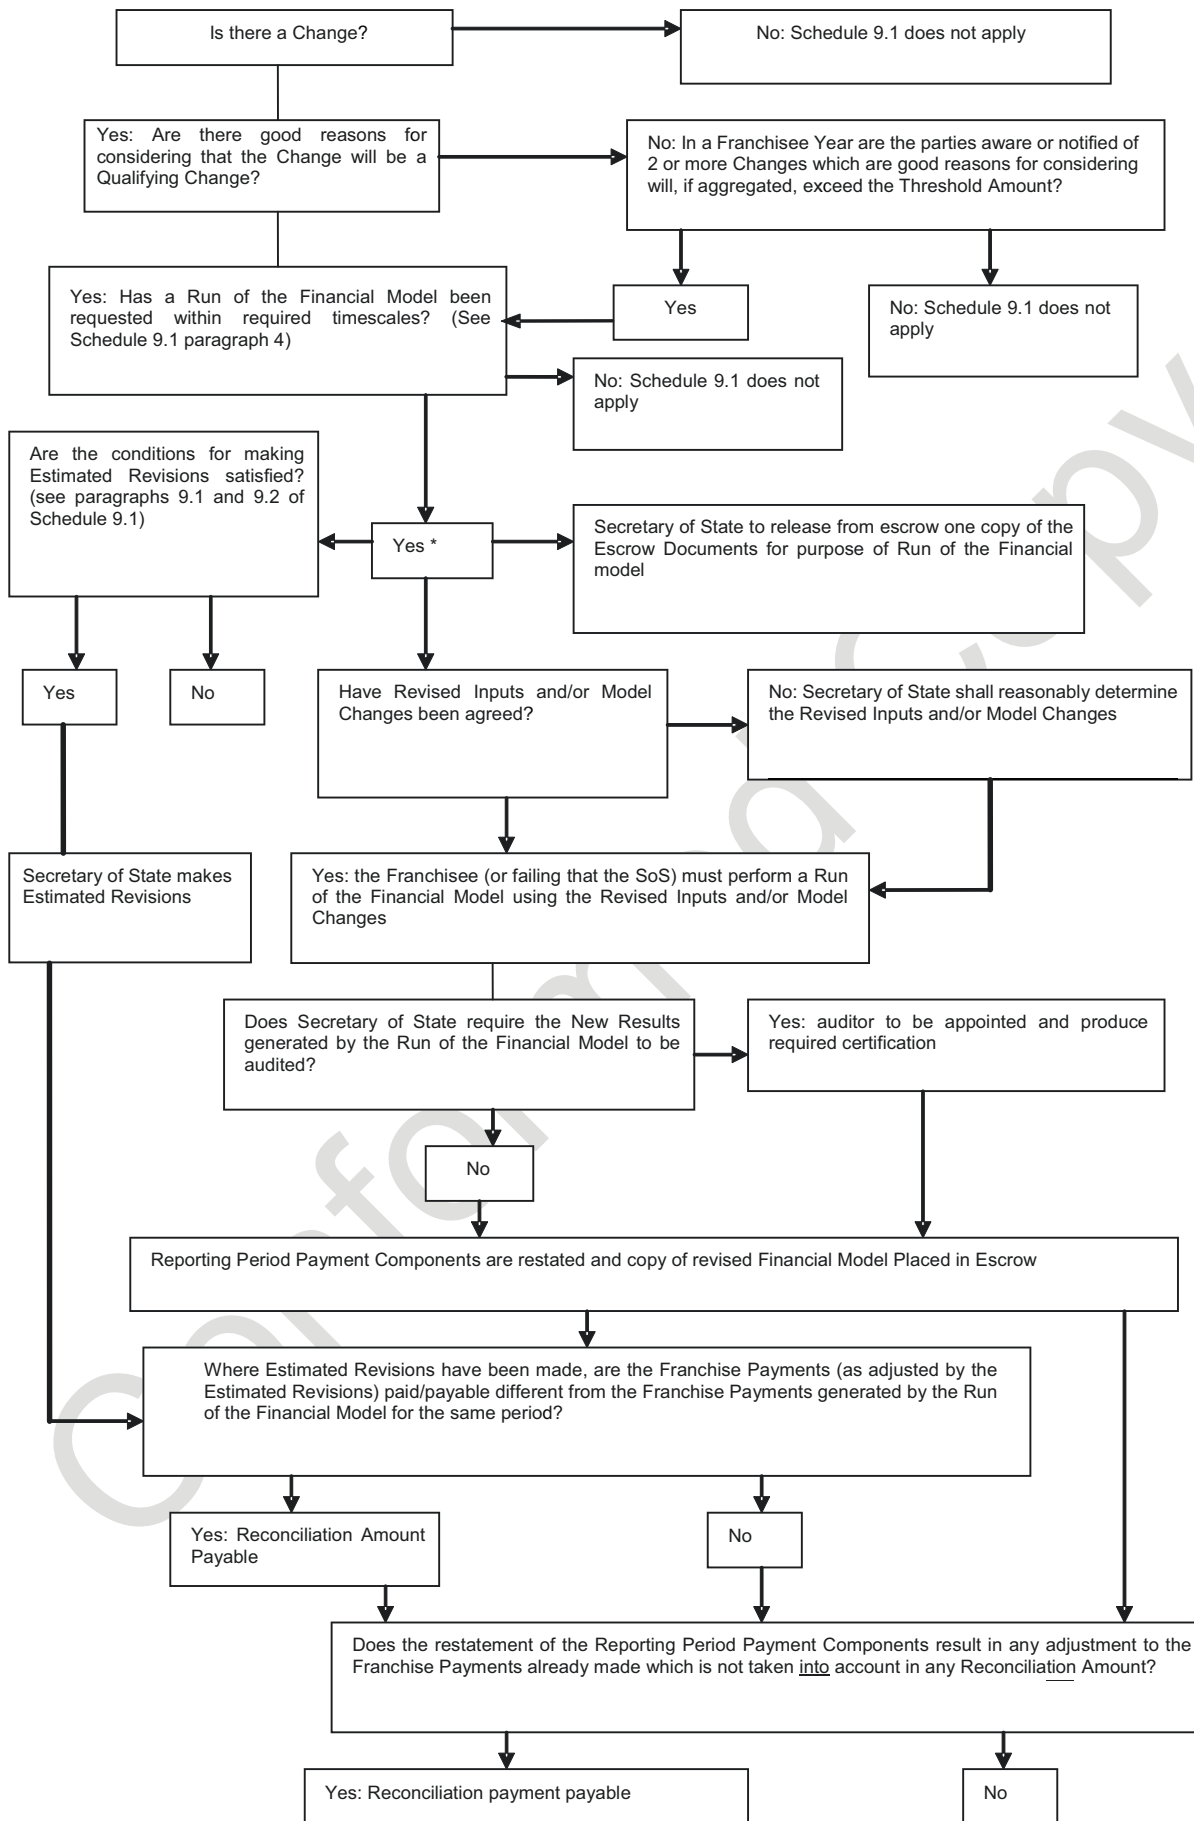 Is there a Change?
No: Schedule 9.1 does not apply
Yes: Are there good reasons for
considering that the Change will be a
Qualifying Change?
No: In a Franchisee Year are the parties aware or notified of
2 or more Changes which are good reasons for considering
will, if aggregated, exceed the Threshold Amount?
Yes: Has a Run of the Financial Model been
requested within required timescales? (See
Schedule 9.1 paragraph 4)
Yes
No: Schedule 9.1 does not
apply
No: Schedule 9.1 does not
apply
Are the conditions for making
Estimated Revisions satisfied?
(see paragraphs 9.1 and 9.2 of
Schedule 9.1)
Yes *
Secretary of State to release from escrow one copy of the
Escrow Documents for purpose of Run of the Financial
model
Yes
No
Have Revised Inputs and/or Model
Changes been agreed?
No: Secretary of State shall reasonably determine
the Revised Inputs and/or Model Changes
Secretary of State makes
Estimated Revisions
Yes: the Franchisee (or failing that the SoS) must perform a Run
of the Financial Model using the Revised Inputs and/or Model
Changes
Does Secretary of State require the New Results
generated by the Run of the Financial Model to be
audited?
Yes: auditor to be appointed and produce
required certification
No
Reporting Period Payment Components are restated and copy of revised Financial Model Placed in Escrow
Where Estimated Revisions have been made, are the Franchise Payments (as adjusted by the
Estimated Revisions) paid/payable different from the Franchise Payments generated by the Run
of the Financial Model for the same period?
Yes: Reconciliation Amount
Payable
No
Does the restatement of the Reporting Period Payment Components result in any adjustment to the
Franchise Payments already made which is not taken into account in any Reconciliation Amount?
Yes: Reconciliation payment payable
No
Conformed Copy